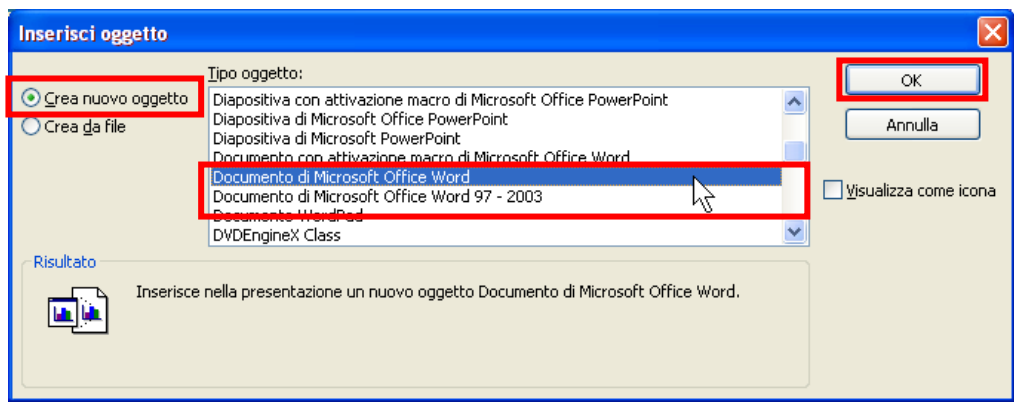 Inserisci oggetto
Tipo oggetto:
Crea nuovo oggetto
Crea da file
Diapositiva con attivazione macro di Microsoft Office PowerPoint
Diapositiva di Microsoft Office PowerPoint
Diapositiva di Microsoft PowerPoint
Documento con attivazione macro di Microsoft Office Word
Documento di Microsoft Office Word
Documento di Microsoft Office Word 97 - 2003
Documento WordPad
DVDEngineX Class
OK
Annulla
Visualizza come icona
Risultato
Inserisce nella presentazione un nuovo oggetto Documento di Microsoft Office Word.